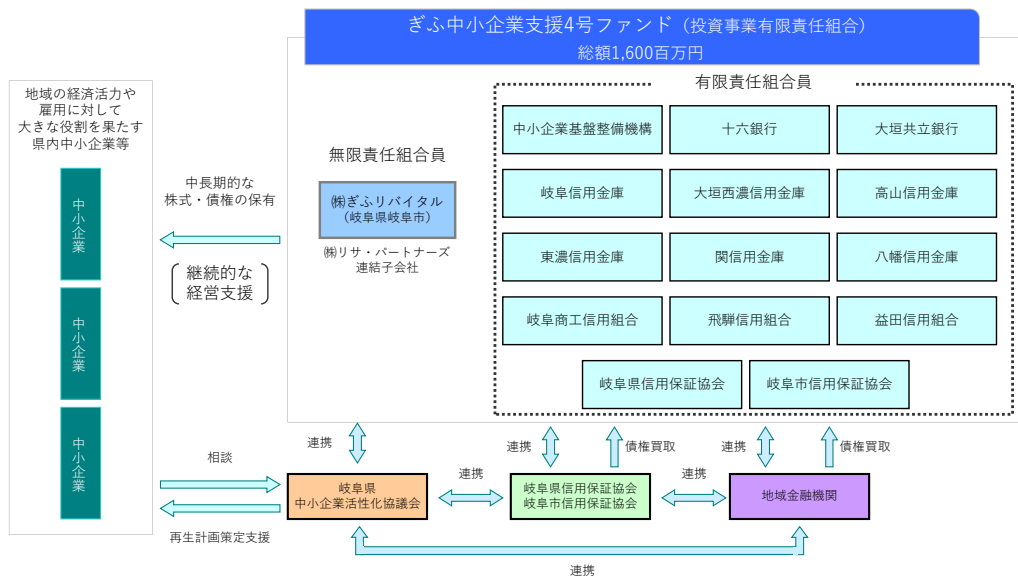 ぎふ中小企業支援4号ファンド（投資事業有限責任組合）
総額1,600百万円
地域の経済活力や
雇用に対して
大きな役割を果たす
県内中小企業等
中小企業
中小企業
中小企業
中長期的な
株式・債権の保有
継続的な
経営支援
無限責任組合員
㈱ぎふリバイタル
（岐阜県岐阜市）
㈱リサ・パートナーズ
連結子会社
有限責任組合員
中小企業基盤整備機構
十六銀行
大垣共立銀行
岐阜信用金庫
大垣西濃信用金庫
高山信用金庫
東濃信用金庫
関信用金庫
八幡信用金庫
岐阜商工信用組合
飛騨信用組合
益田信用組合
岐阜県信用保証協会
岐阜市信用保証協会
連携
連携
債権買取
連携
債権買取
相談
再生計画策定支援
岐阜県
中小企業活性化協議会
連携
岐阜県信用保証協会
岐阜市信用保証協会
連携
地域金融機関
連携